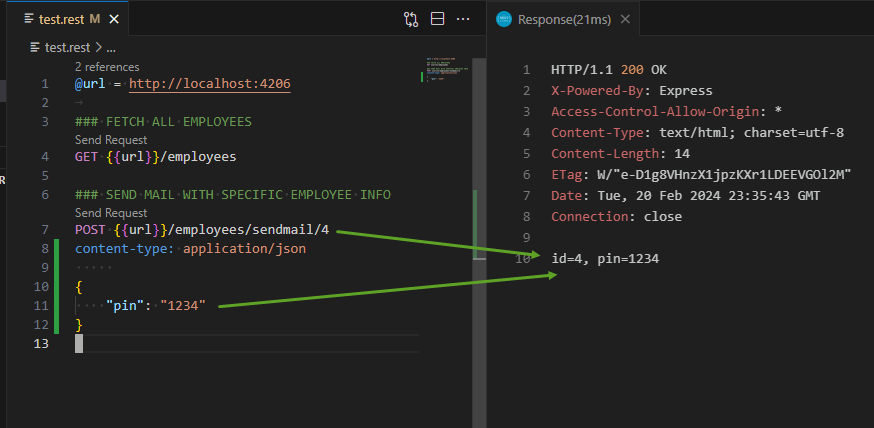 test.rest M
test.rest > ...
2 references
1 @url = http://localhost:4206
2
3 ### FETCH ALL EMPLOYEES
Send Request
4 GET {{url}}/employees
5
6 ### SEND MAIL WITH SPECIFIC EMPLOYEE INFO
Send Request
7 POST {{url}}/employees/sendmail/4
8 content-type: application/json
9
10 {
11 "pin": "1234"
12 }
13
Response(21ms)
1 HTTP/1.1 200 OK
2 X-Powered-By: Express
3 Access-Control-Allow-Origin: *
4 Content-Type: text/html; charset=utf-8
5 Content-Length: 14
6 ETag: W/"e-D1g8VHnzX1jpzKXr1LDEEVGOl2M"
7 Date: Tue, 20 Feb 2024 23:35:43 GMT
8 Connection: close
9
10 id=4, pin=1234